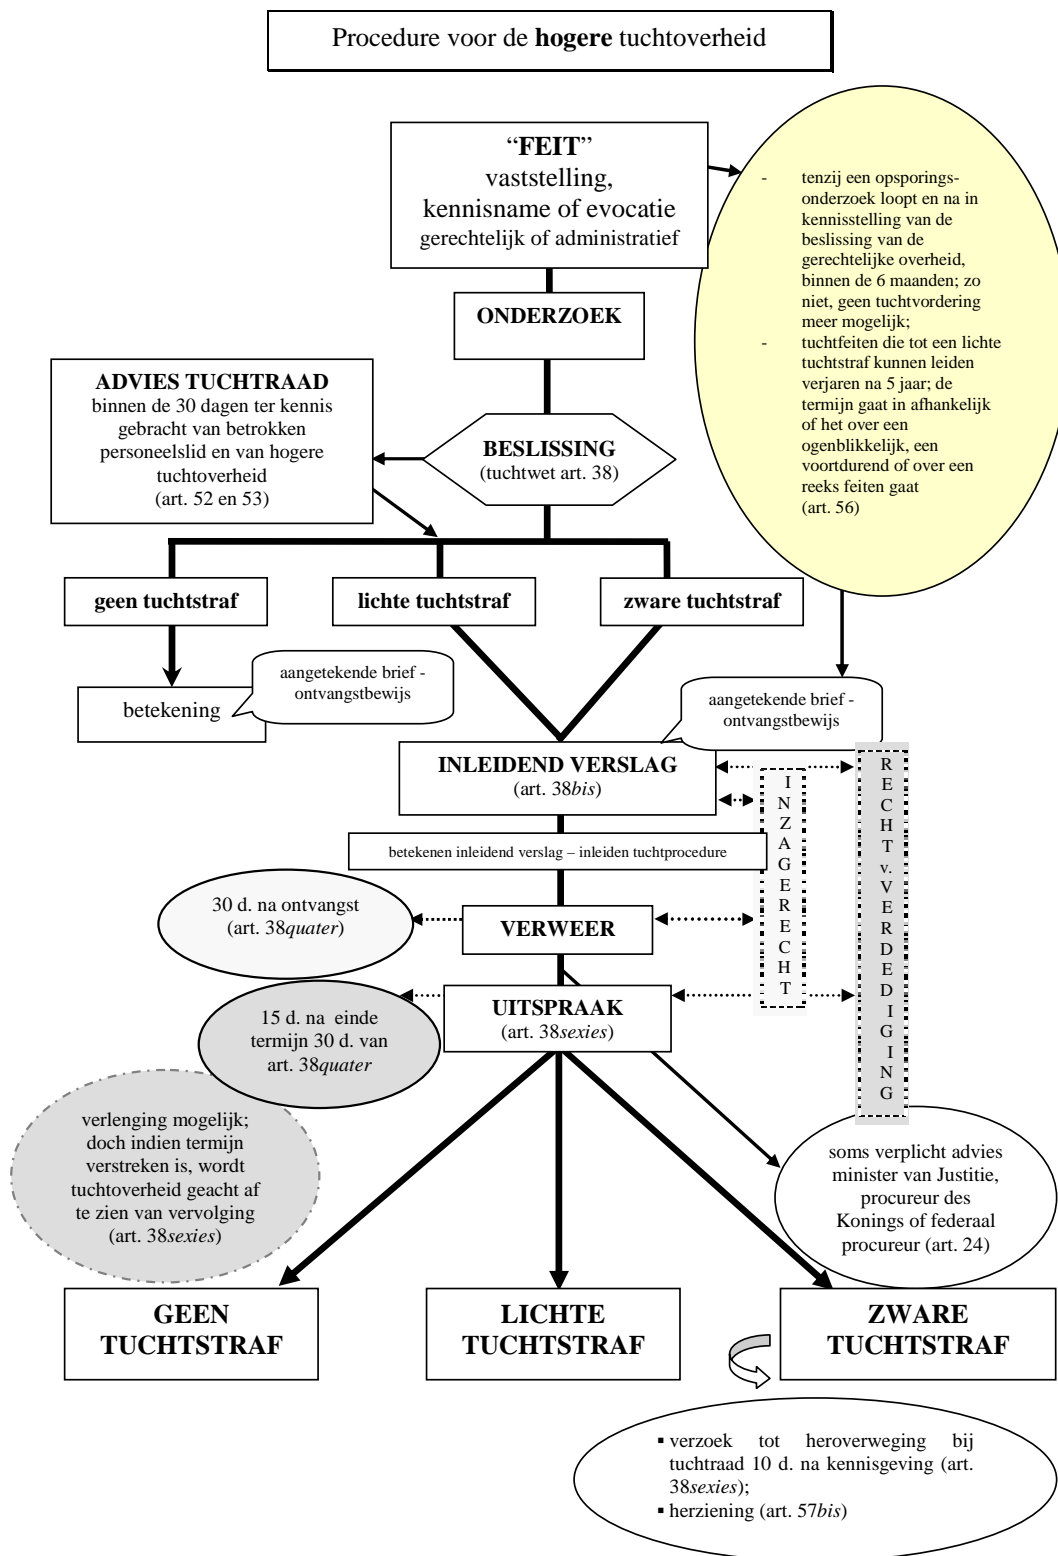 Procedure voor de hogere tuchtoverheid
“FEIT”
vaststelling,
kennisname of evocatie
gerechtelijk of administratief
- tenzij een opsporings-
onderzoek loopt en na in
kennisstelling van de
beslissing van de
gerechtelijke overheid,
binnen de 6 maanden; zo
niet, geen tuchtvordering
meer mogelijk;
- tuchtfeiten die tot een lichte
tuchtstraf kunnen leiden
verjaren na 5 jaar; de
termijn gaat in afhankelijk
of het over een
ogenblikkelijk, een
voortdurend of over een
reeks feiten gaat
(art. 56)
ONDERZOEK
ADVIES TUCHTRAAD
binnen de 30 dagen ter kennis
gebracht van betrokken
personeelslid en van hogere
tuchtoverheid
(art. 52 en 53)
BESLISSING
(tuchtwet art. 38)
geen tuchtstraf
lichte tuchtstraf
zware tuchtstraf
betekening
aangetekende brief -
ontvangstbewijs
aangetekende brief -
ontvangstbewijs
INLEIDEND VERSLAG
(art. 38bis)
INZAGERECHT
RECHT v. VERDEDIGING
betekenen inleidend verslag – inleiden tuchtprocedure
30 d. na ontvangst
(art. 38quater)
VERWEER
UITSPRAAK
(art. 38sexies)
15 d. na einde
termijn 30 d. van
art. 38quater
verlenging mogelijk;
doch indien termijn
verstreken is, wordt
tuchtoverheid geacht af
te zien van vervolging
(art. 38sexies)
soms verplicht advies
minister van Justitie,
procureur des
Konings of federaal
procureur (art. 24)
GEEN
TUCHTSTRAF
LICHTE
TUCHTSTRAF
ZWARE
TUCHTSTRAF
▪ verzoek tot heroverweging bij
tuchtraad 10 d. na kennisgeving (art.
38sexies);
▪ herziening (art. 57bis)